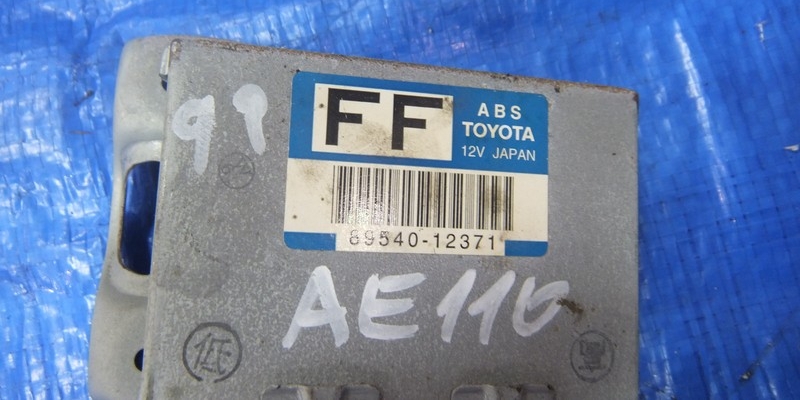 99
FF
ABS
TOYOTA
12V JAPAN
89540-12371
AE110